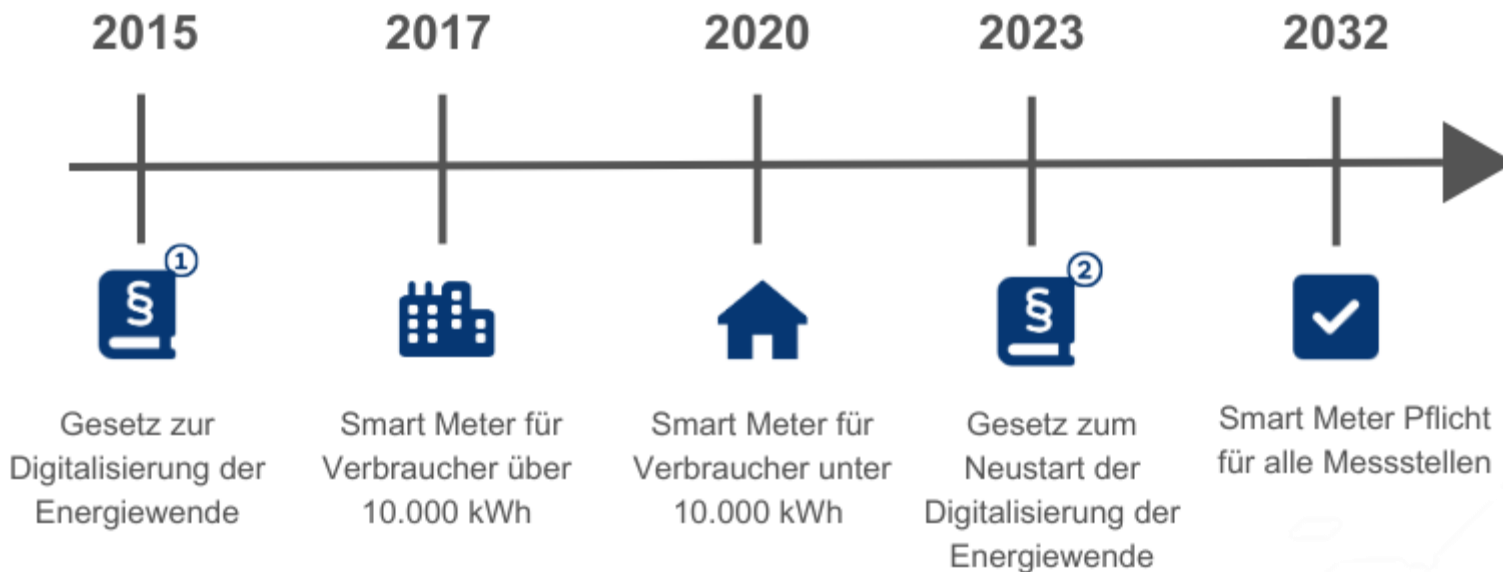 2015
2017
2020
2023
2032
§
1
§
2
Gesetz zur
Digitalisierung der
Energiewende
Smart Meter für
Verbraucher über
10.000 kWh
Smart Meter für
Verbraucher unter
10.000 kWh
Gesetz zum
Neustart der
Digitalisierung der
Energiewende
Smart Meter Pflicht
für alle Messstellen